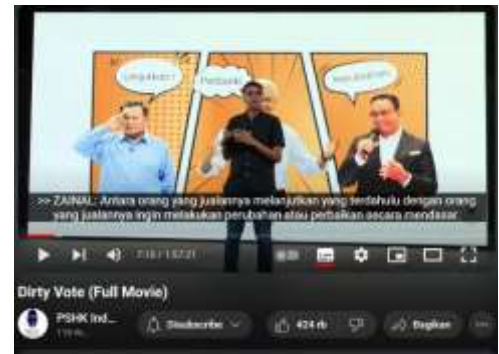 Lanjutkan!
Perbaiki
Perubahan
>> ZAINAL: Antara orang yang jualannya melanjutkan yang terdahulu dengan orang
yang jualannya ingin melakukan perubahan atau perbaikan secara mendasar
Dirty Vote (Full Movie)
PSHK Ind...
Disubscribe
424 rb
Bagikan